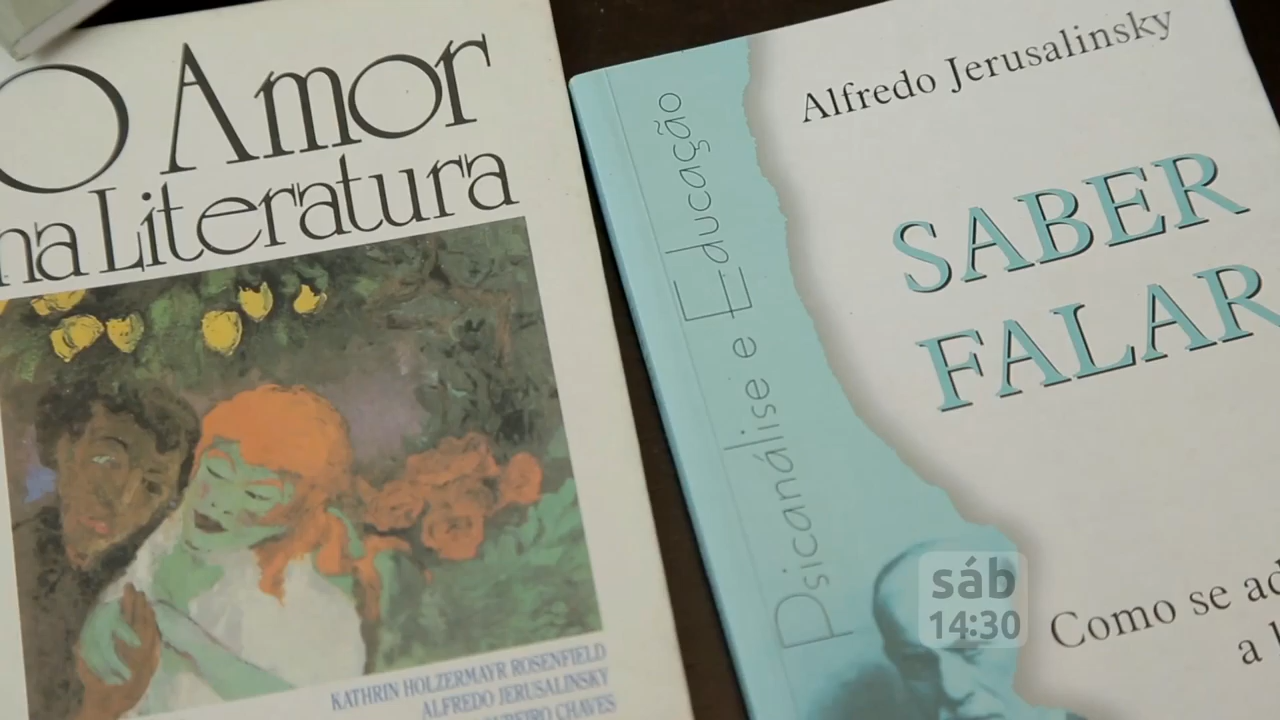 O Amor
na Literatura
KATHRIN HOLZERMAYR ROSENFIELD
ALFREDO JERUSALINSKY
CHAVES
Psicanálise e Educação
Alfredo Jerusalinsky
SABER
FALAR
Como se
a
sáb
14:30